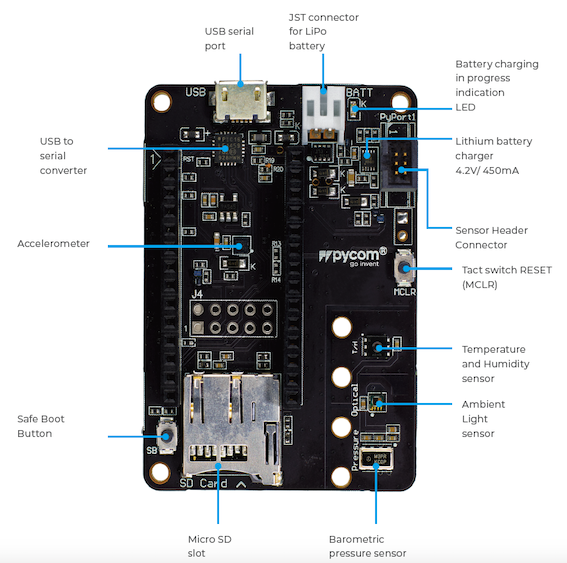 USB serial
port
JST connector
for LiPo
battery
Battery charging
in progress
indication
LED
USB
BATT
K
PyPort1
USB to
serial
converter
Lithium battery
charger
4.2V/ 450mA
1
1
RST
R19
R20
K
K
Sensor Header
Connector
Accelerometer
R13
K
R14
pycom®
go invent
Tact switch RESET
(MCLR)
MCLR
J4
1
T/H
Temperature
and Humidity
sensor
Optical
Ambient
Light
sensor
Safe Boot
Button
SB
Pressure
SD Card ^
Micro SD
slot
Barometric
pressure sensor